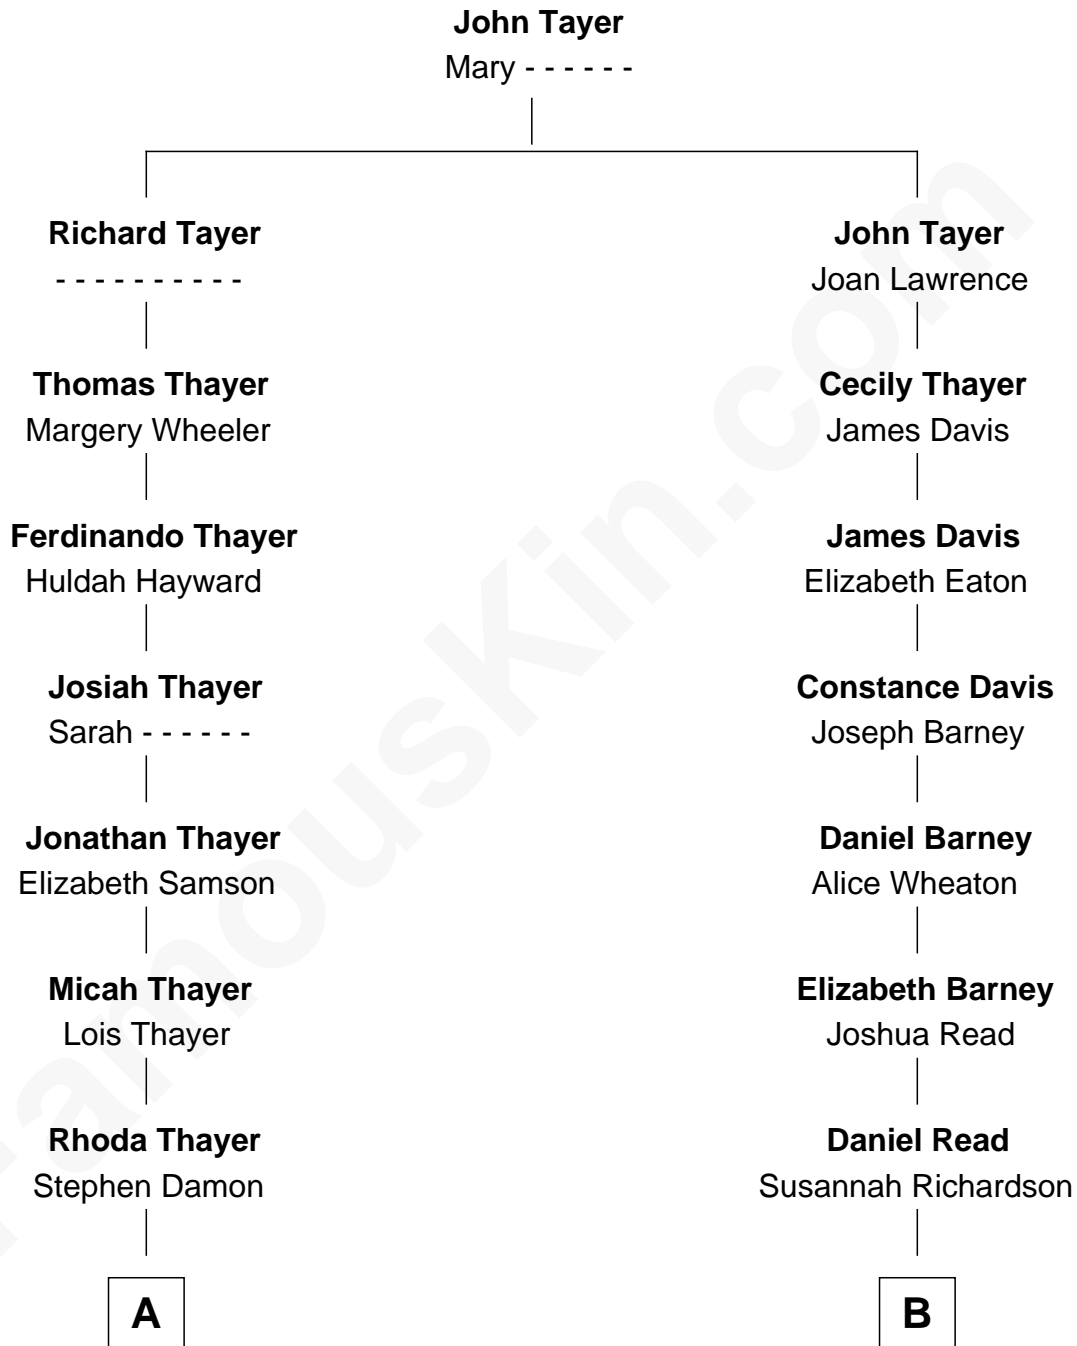 John Tayer
Mary - - - - - -
Richard Tayer
- - - - - - - - - -
John Tayer
Joan Lawrence
Thomas Thayer
Margery Wheeler
Cecily Thayer
James Davis
Ferdinando Thayer
Huldah Hayward
James Davis
Elizabeth Eaton
Josiah Thayer
Sarah - - - - - -
Constance Davis
Joseph Barney
Jonathan Thayer
Elizabeth Samson
Daniel Barney
Alice Wheaton
Micah Thayer
Lois Thayer
Elizabeth Barney
Joshua Read
Rhoda Thayer
Stephen Damon
Daniel Read
Susannah Richardson
A
B
FamousKin.com